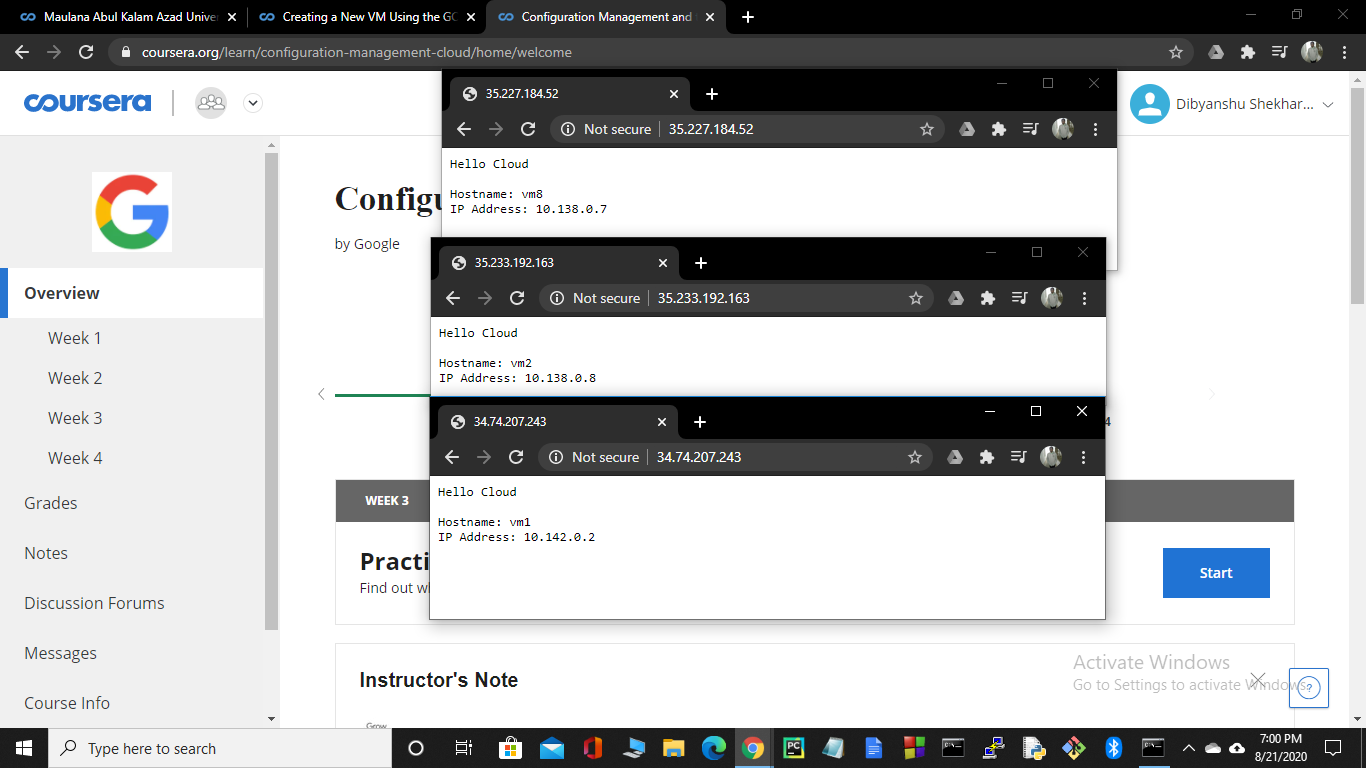 Maulana Abul Kalam Azad Univer
Creating a New VM Using the GC
Configuration Management and
coursera.org/learn/configuration-management-cloud/home/welcome
coursera
Dibyanshu Shekhar...
35.227.184.52
Not secure
35.227.184.52
Hello Cloud
Hostname: vm8
IP Address: 10.138.0.7
G
Config
by Google
35.233.192.163
Not secure
35.233.192.163
Hello Cloud
Hostname: vm2
IP Address: 10.138.0.8
34.74.207.243
4
Not secure
34.74.207.243
Hello Cloud
Hostname: vm1
IP Address: 10.142.0.2
Overview
Week 1
Week 2
Week 3
Week 4
Grades
Notes
Discussion Forums
Messages
Course Info
WEEK 3
Practi
Find out wh
Start
Instructor's Note
Grow
Activate Windows
Go to Settings to activate Windows.
?
Type here to search
PC
7:00 PM
8/21/2020